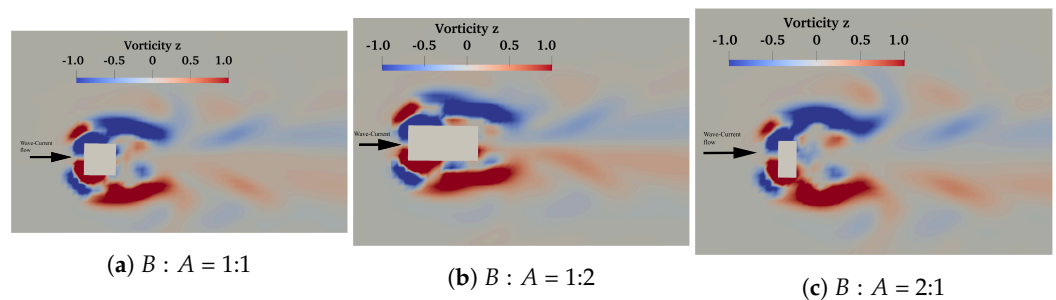 Vorticity z
-1.0 -0.5 0 0.5 1.0
Wave-Current
flow
(a) B : A = 1:1
Vorticity z
-1.0 -0.5 0 0.5 1.0
Wave-Current
(b) B : A = 1:2
Vorticity z
-1.0 -0.5 0 0.5 1.0
Wave-Current
flow
(c) B : A = 2:1